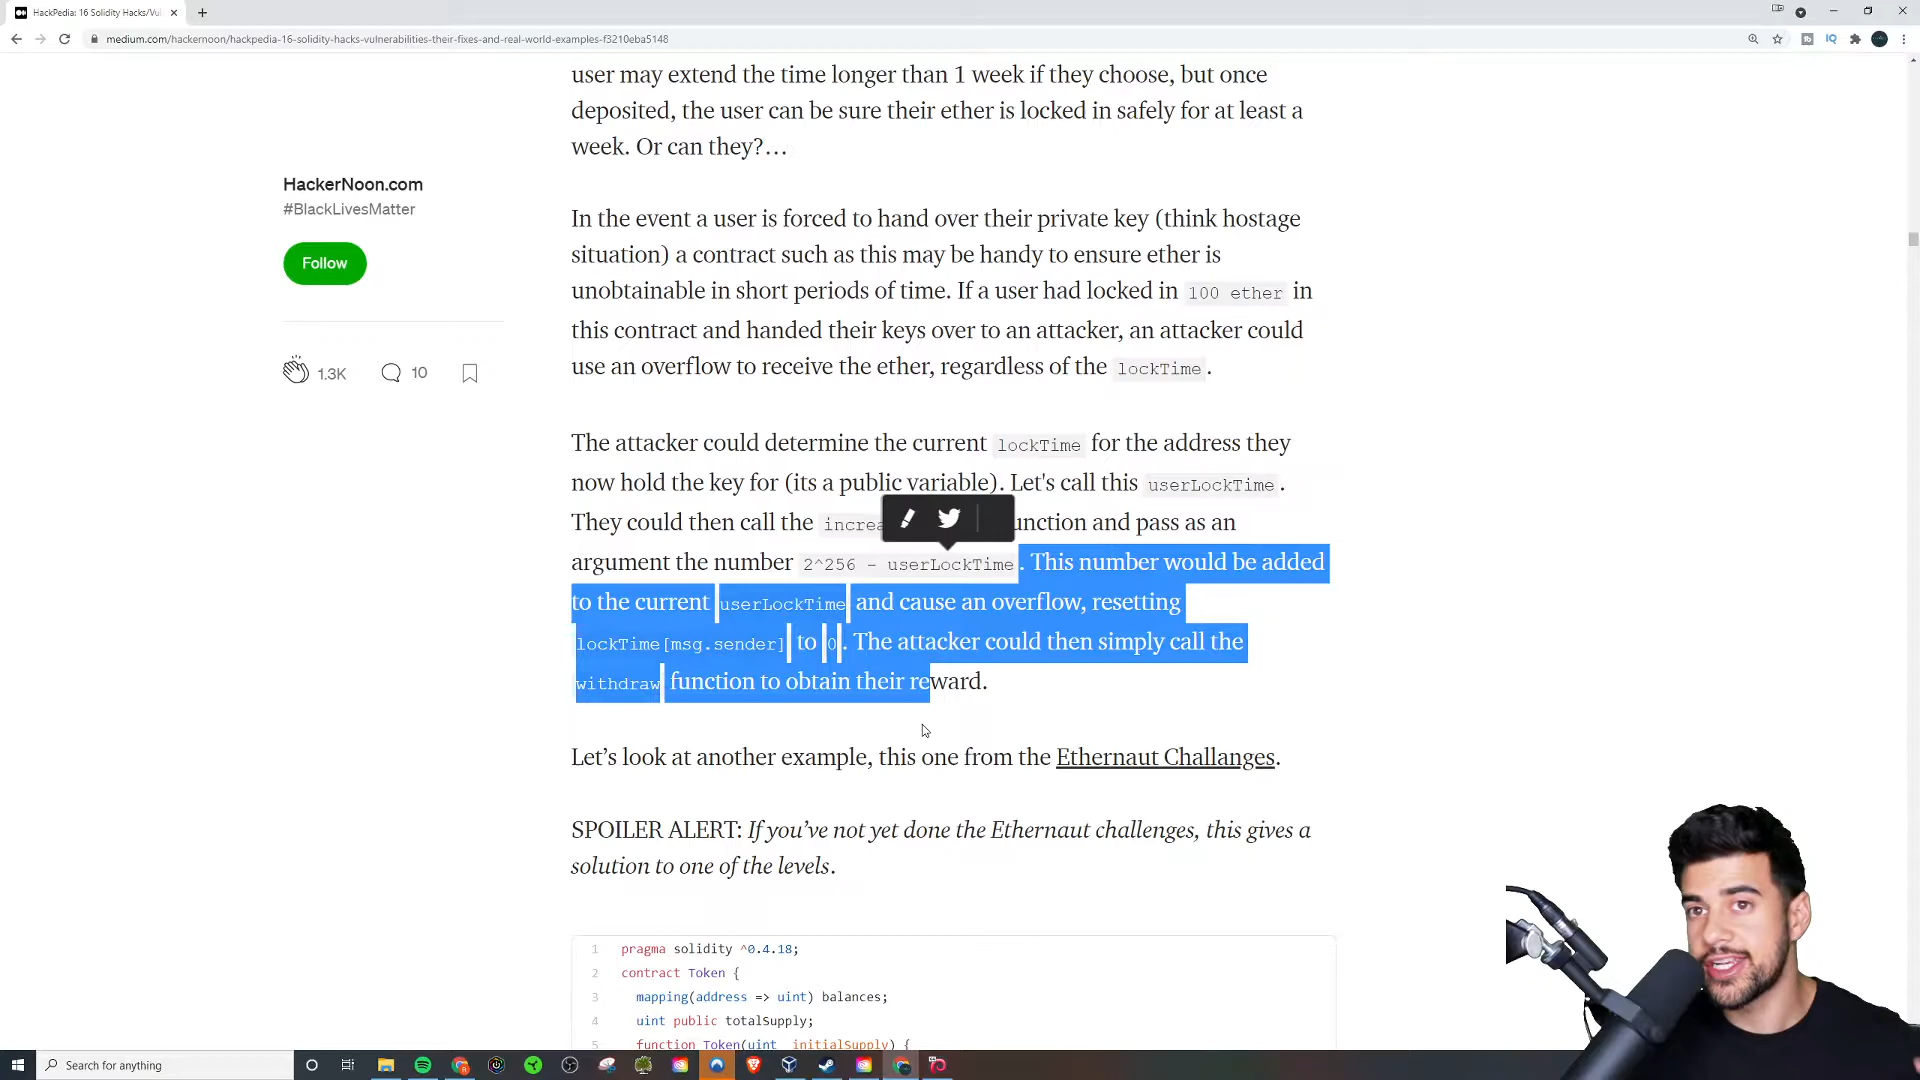 HackPedia: 16 Solidity Hacks/Vul
medium.com/hackernoon/hackpedia-16-solidity-hacks-vulnerabilities-their-fixes-and-real-world-examples-f3210eba5148
user may extend the time longer than 1 week if they choose, but once
deposited, the user can be sure their ether is locked in safely for at least a
week. Or can they?…
HackerNoon.com
#BlackLivesMatter
Follow
1.3K
10
In the event a user is forced to hand over their private key (think hostage
situation) a contract such as this may be handy to ensure ether is
unobtainable in short periods of time. If a user had locked in 100 ether in
this contract and handed their keys over to an attacker, an attacker could
use an overflow to receive the ether, regardless of the lockTime.
The attacker could determine the current lockTime for the address they
now hold the key for (its a public variable). Let's call this userLockTime.
They could then call the increa unction and pass as an
argument the number 2^256 - userLockTime. This number would be added
to the current userLockTime and cause an overflow, resetting
lockTime[msg.sender] to 0. The attacker could then simply call the
withdraw function to obtain their reward.
Let’s look at another example, this one from the Ethernaut Challanges.
SPOILER ALERT: If you’ve not yet done the Ethernaut challenges, this gives a
solution to one of the levels.
1 pragma solidity ^0.4.18;
2 contract Token {
3 mapping(address => uint) balances;
4 uint public totalSupply;
5 function Token(uint _initialSupply) {
Search for anything